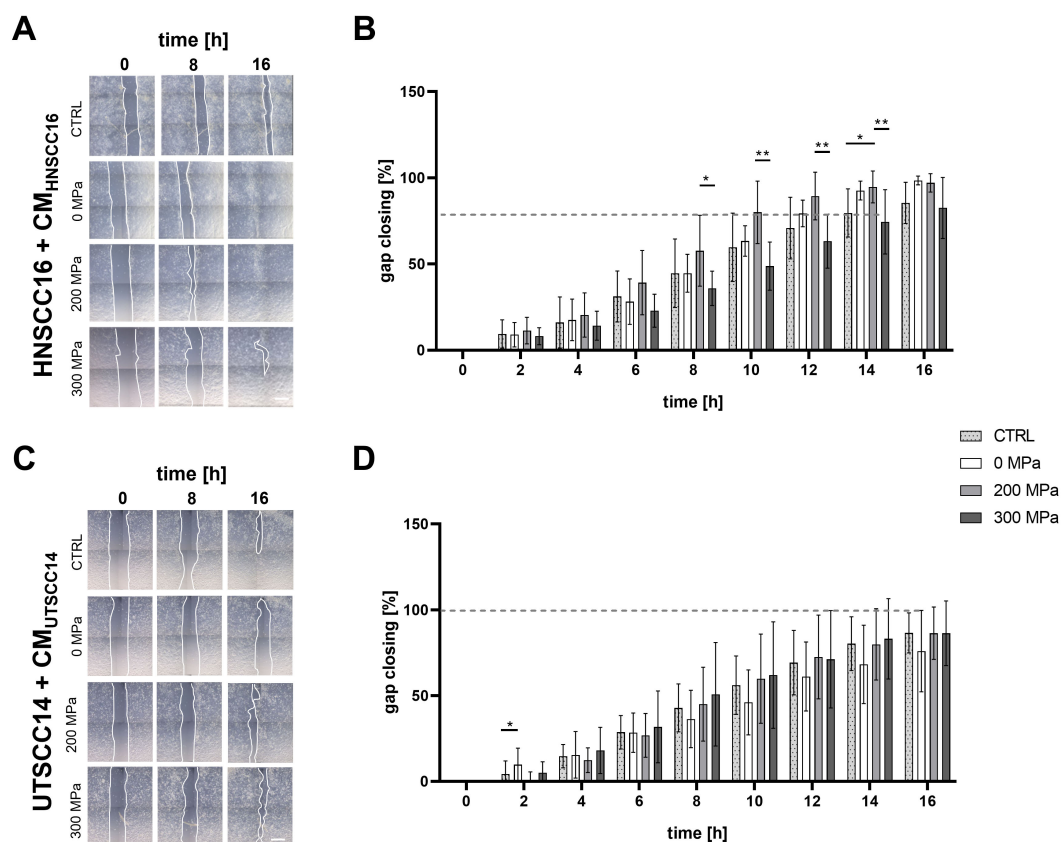 A
time [h]
0 8 16
HNSCC16 + CMHNSCC16
CTRL
0 MPa
200 MPa
300 MPa
B
gap closing [%]
150
100
50
0
* ** ** * **
0 2 4 6 8 10 12 14 16
time [h]
C
time [h]
0 8 16
UTSCC14 + CMUTSCC14
CTRL
0 MPa
200 MPa
300 MPa
D
gap closing [%]
150
100
50
0
*
0 2 4 6 8 10 12 14 16
time [h]
CTRL
0 MPa
200 MPa
300 MPa